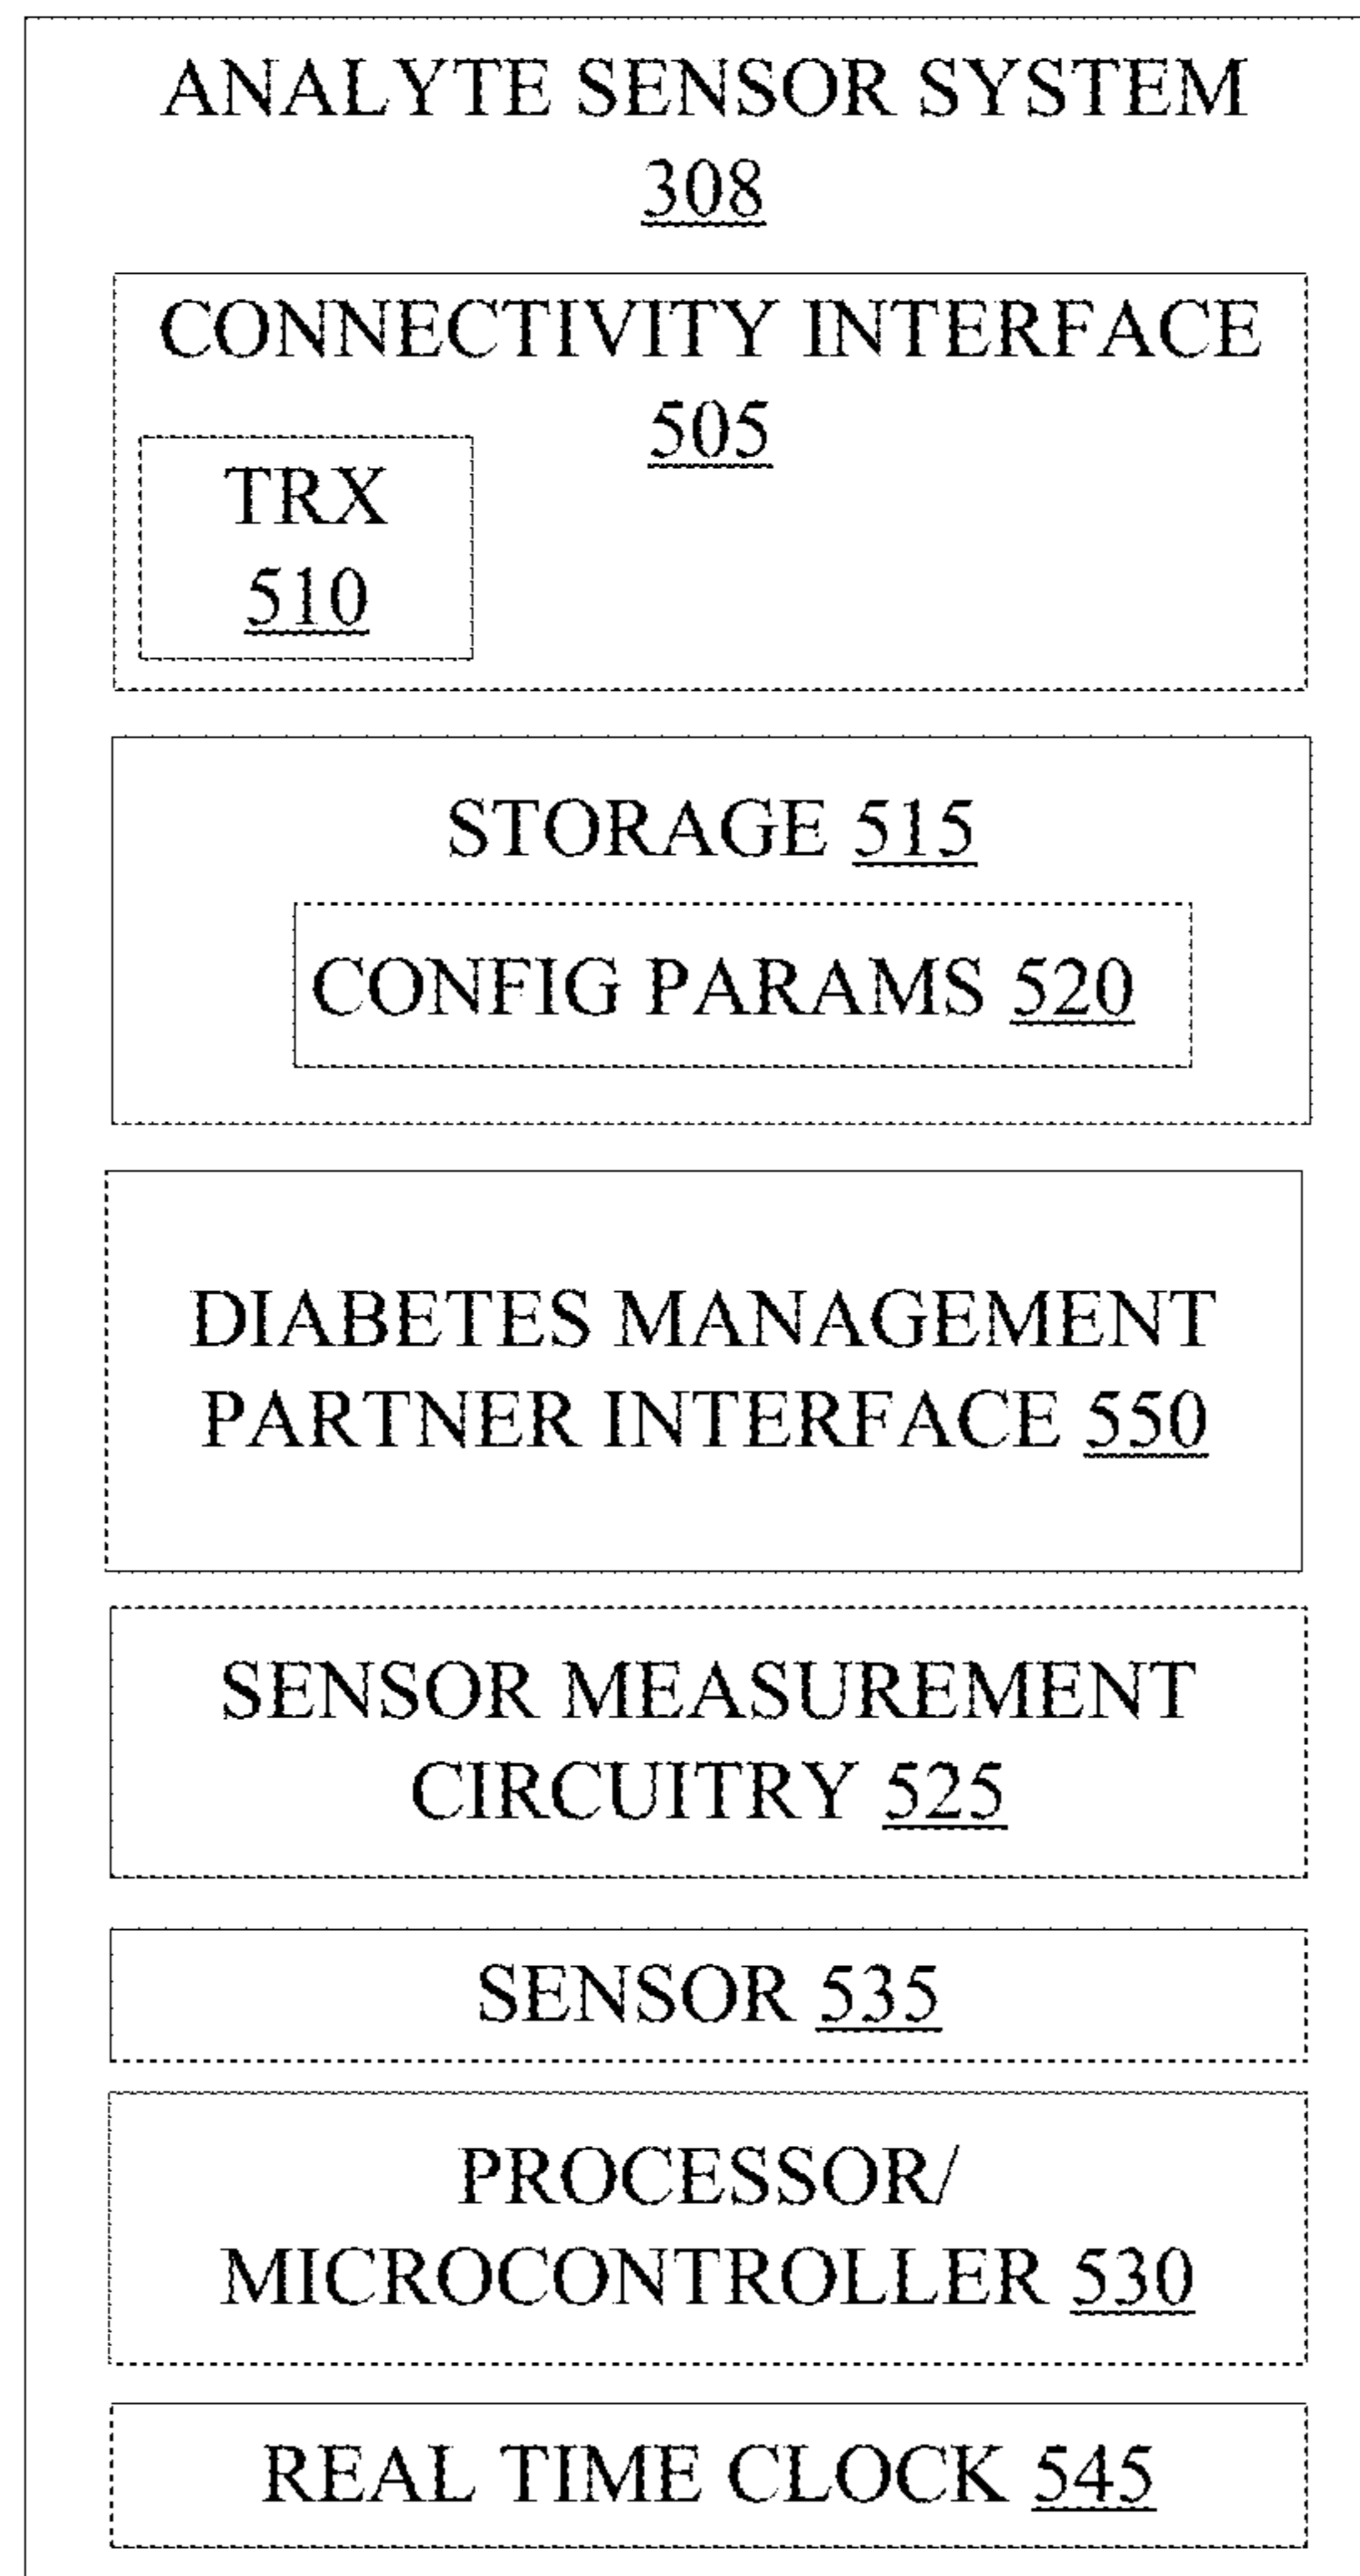 ANALYTE SENSOR SYSTEM
308
CONNECTIVITY INTERFACE
505
TRX
510
STORAGE 515
CONFIG PARAMS 520
DIABETES MANAGEMENT
PARTNER INTERFACE 550
SENSOR MEASUREMENT
CIRCUITRY 525
SENSOR 535
PROCESSOR/
MICROCONTROLLER 530
REAL TIME CLOCK 545